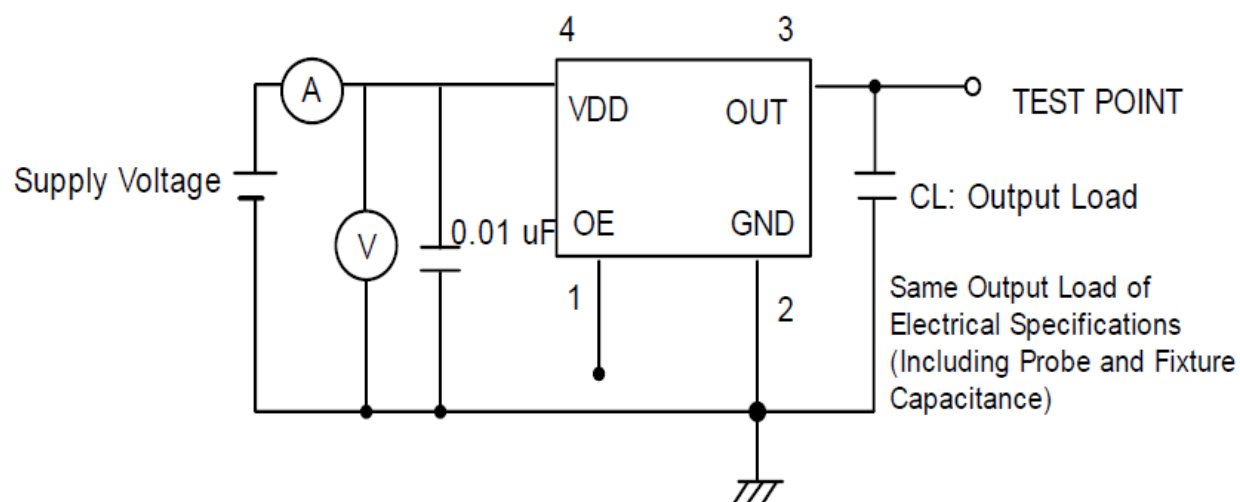 4
3
A
VDD
OUT
TEST POINT
Supply Voltage
CL: Output Load
V
0.01 uF
OE
GND
1
2
Same Output Load of
Electrical Specifications
(Including Probe and Fixture
Capacitance)